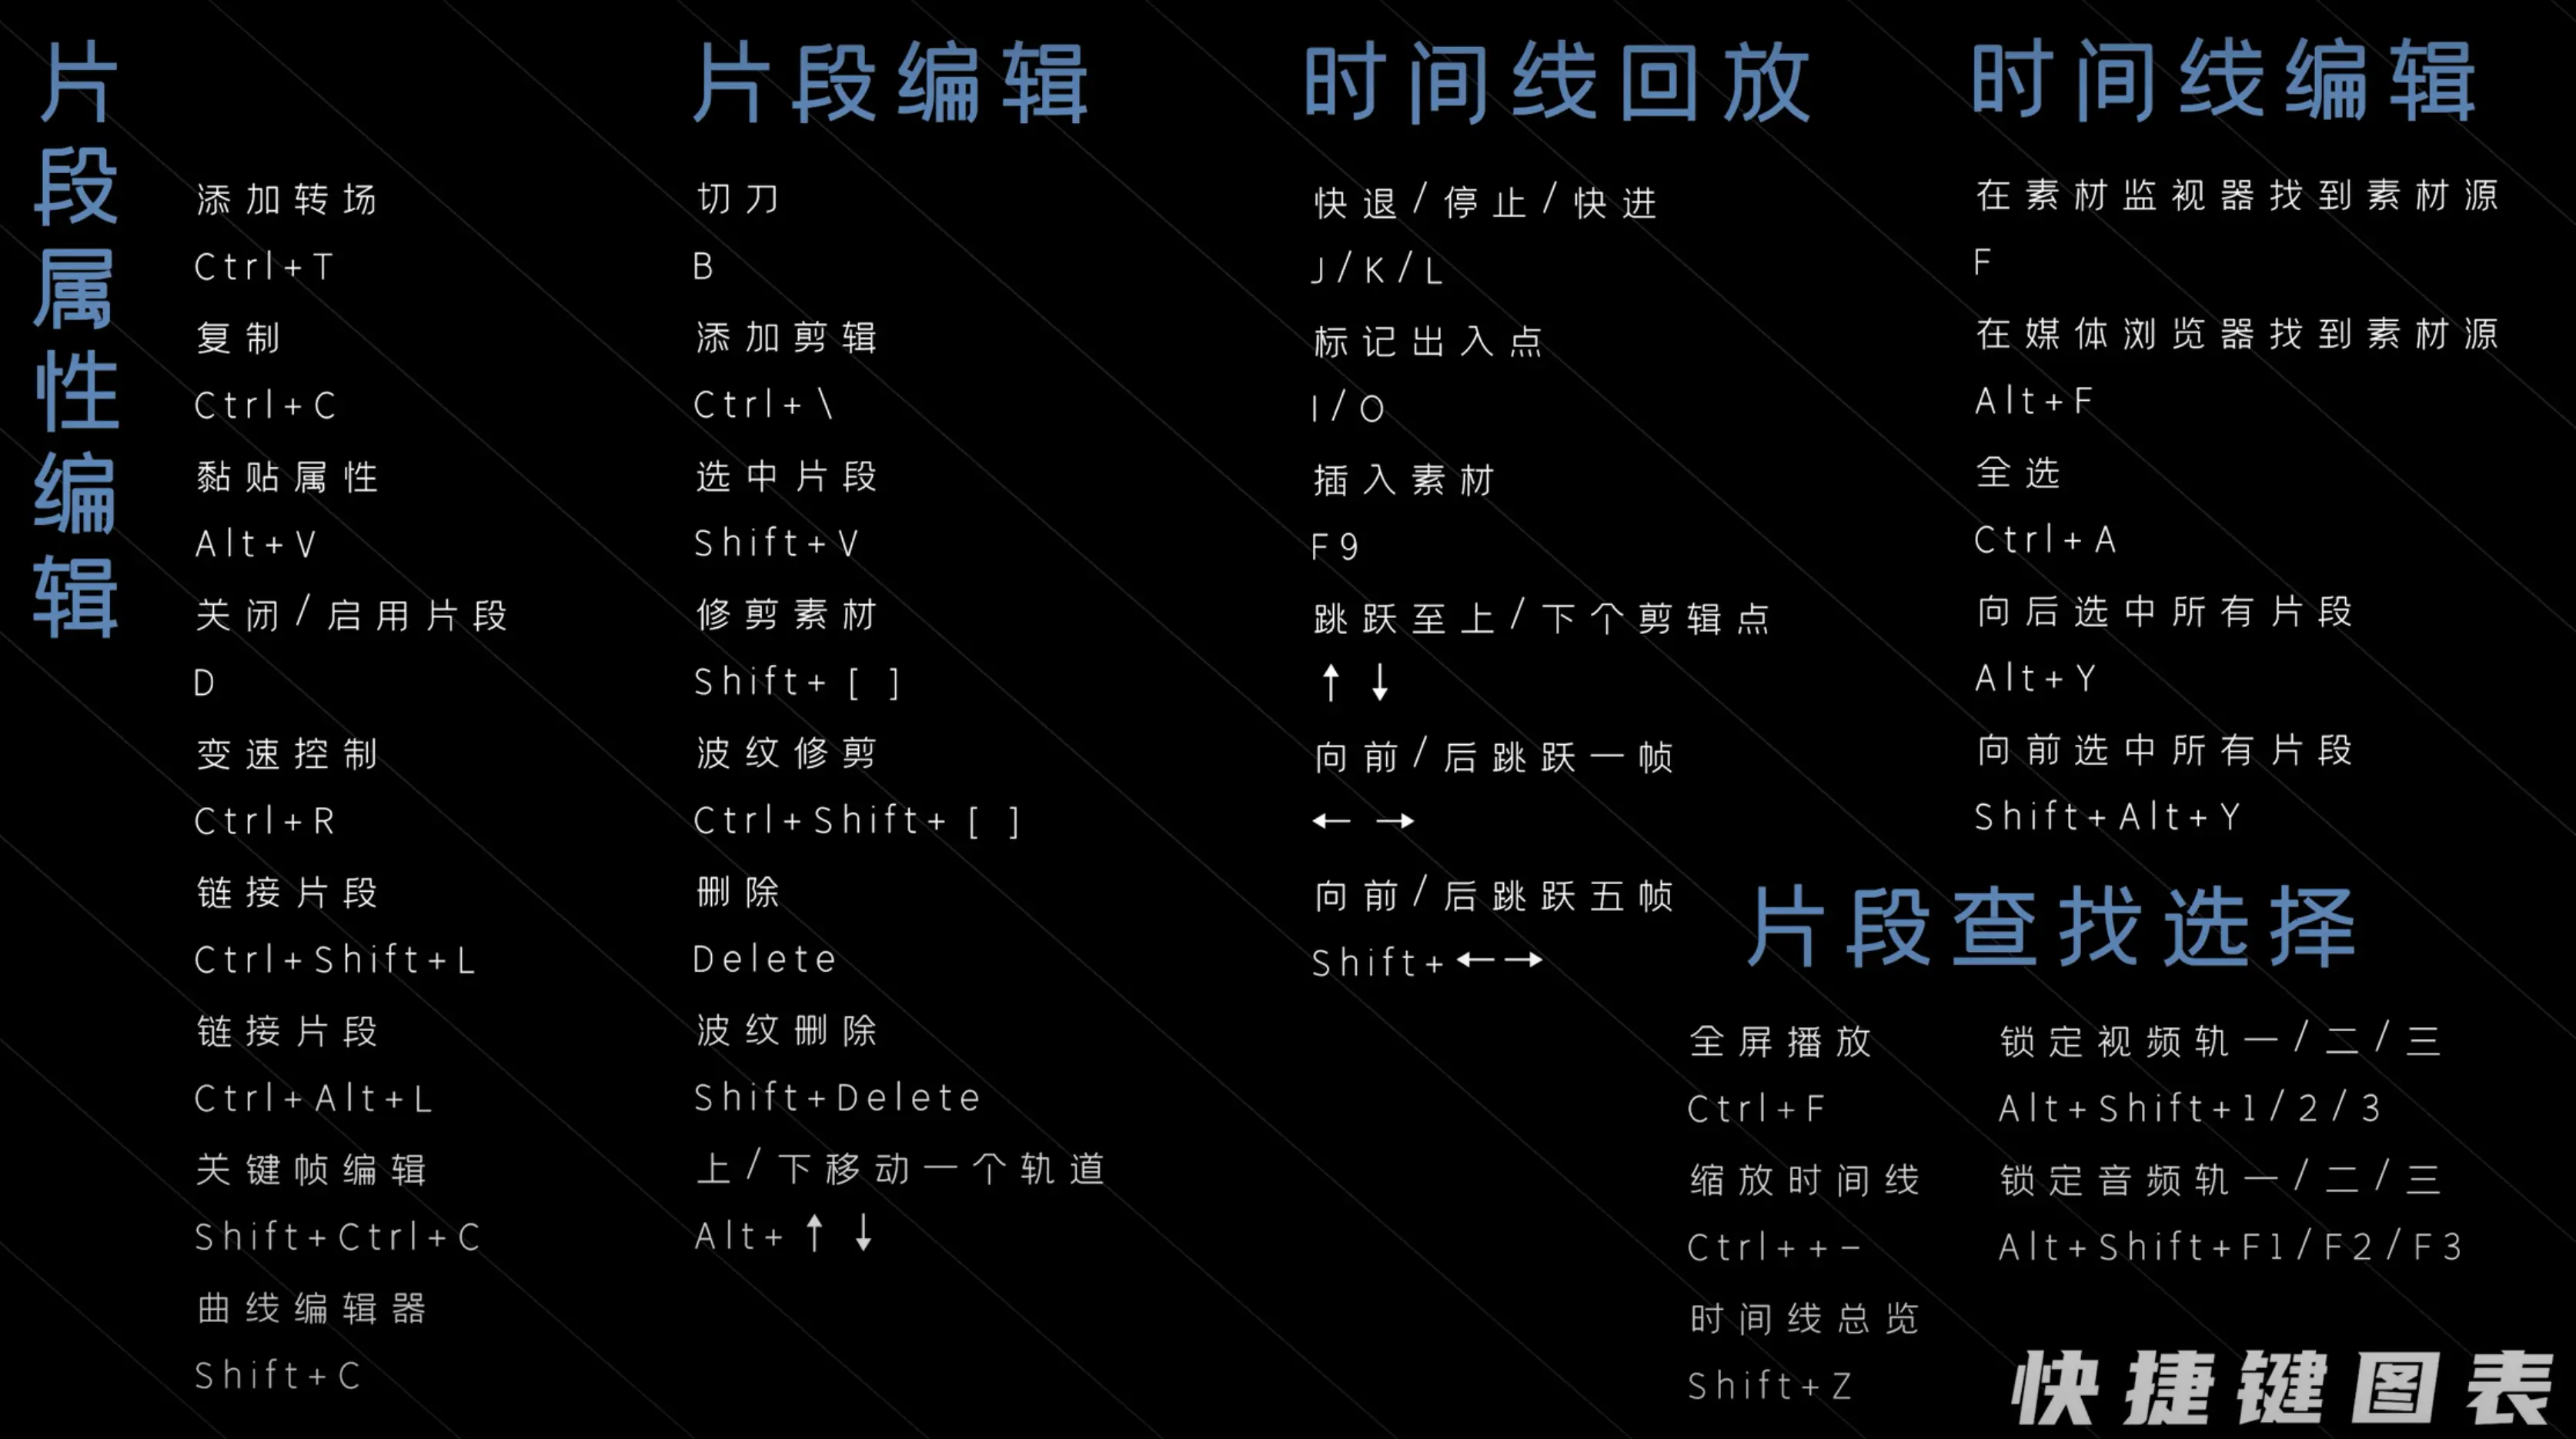 片段属性编辑
添加转场
Ctrl+T
复制
Ctrl+C
黏贴属性
Alt+V
关闭/启用片段
D
变速控制
Ctrl+R
链接片段
Ctrl+Shift+L
链接片段
Ctrl+Alt+L
关键帧编辑
Shift+Ctrl+C
曲线编辑器
Shift+C
片段编辑
切刀
B
添加剪辑
Ctrl+\
选中片段
Shift+V
修剪素材
Shift+[ ]
波纹修剪
Ctrl+Shift+[ ]
删除
Delete
波纹删除
Shift+Delete
上/下移动一个轨道
Alt+↑ ↓
时间线回放
快退/停止/快进
J/K/L
标记出入点
I/O
插入素材
F9
跳跃至上/下个剪辑点
↑ ↓
向前/后跳跃一帧
← →
向前/后跳跃五帧
Shift+←→
时间线编辑
在素材监视器找到素材源
F
在媒体浏览器找到素材源
Alt+F
全选
Ctrl+A
向后选中所有片段
Alt+Y
向前选中所有片段
Shift+Alt+Y
片段查找选择
全屏播放
Ctrl+F
缩放时间线
Ctrl++-
时间线总览
Shift+Z
锁定视频轨一/二/三
Alt+Shift+1/2/3
锁定音频轨一/二/三
Alt+Shift+F1/F2/F3
快捷键图表